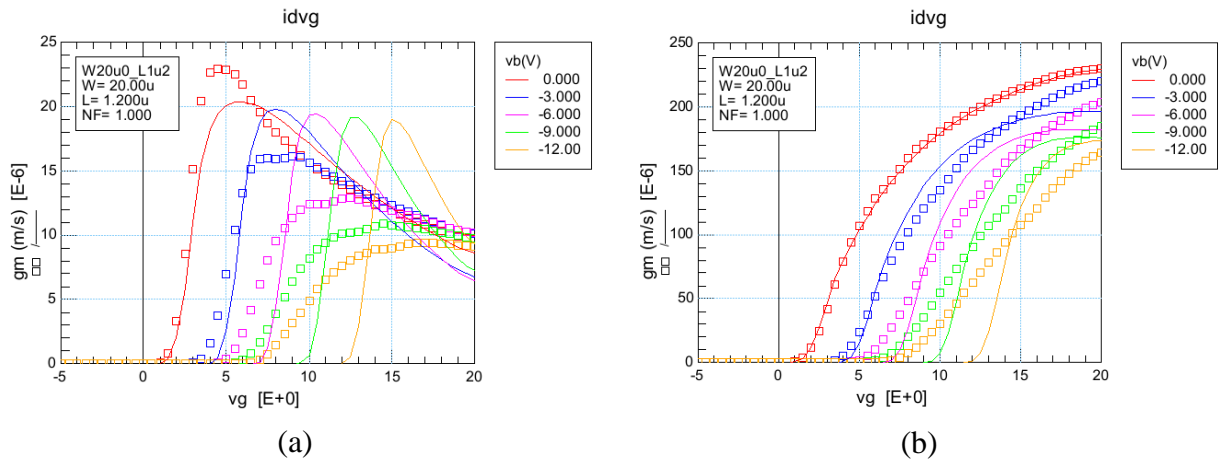 idvg
25
20
15
10
5
0
gm (m/s) [E-6]
W20u0_L1u2
W= 20.00u
L= 1.200u
NF= 1.000
-5 0 5 10 15 20
vg [E+0]
vb(V)
0.000
-3.000
-6.000
-9.000
-12.00
(a)
idvg
250
200
150
100
50
0
gm (m/s) [E-6]
W20u0_L1u2
W= 20.00u
L= 1.200u
NF= 1.000
-5 0 5 10 15 20
vg [E+0]
vb(V)
0.000
-3.000
-6.000
-9.000
-12.00
(b)